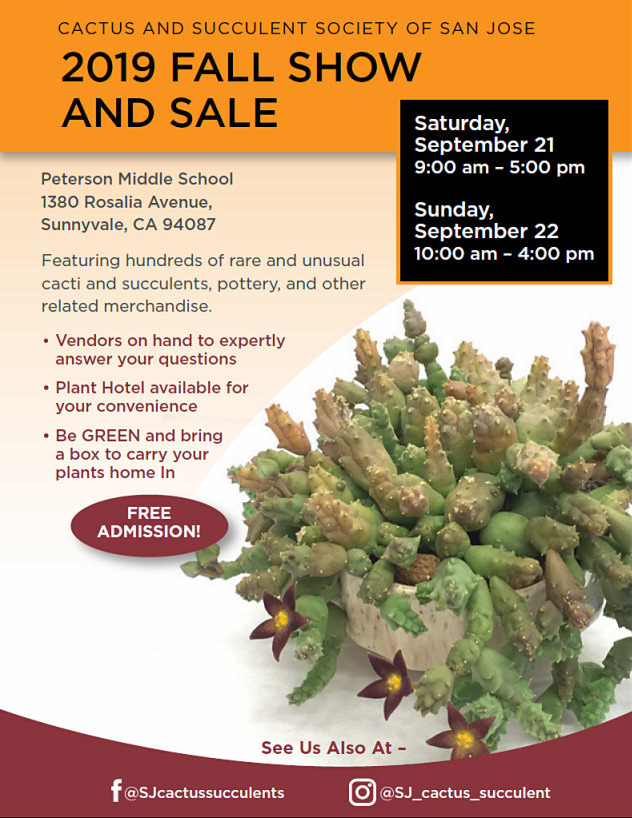 CACTUS AND SUCCULENT SOCIETY OF SAN JOSE
2019 FALL SHOW
AND SALE
Saturday,
September 21
9:00 am – 5:00 pm
Sunday,
September 22
10:00 am – 4:00 pm
Peterson Middle School
1380 Rosalia Avenue,
Sunnyvale, CA 94087
Featuring hundreds of rare and unusual
cacti and succulents, pottery, and other
related merchandise.
• Vendors on hand to expertly
answer your questions
• Plant Hotel available for
your convenience
• Be GREEN and bring
a box to carry your
plants home In
FREE
ADMISSION!
See Us Also At –
@SJcactussucculents
@SJ_cactus_succulent